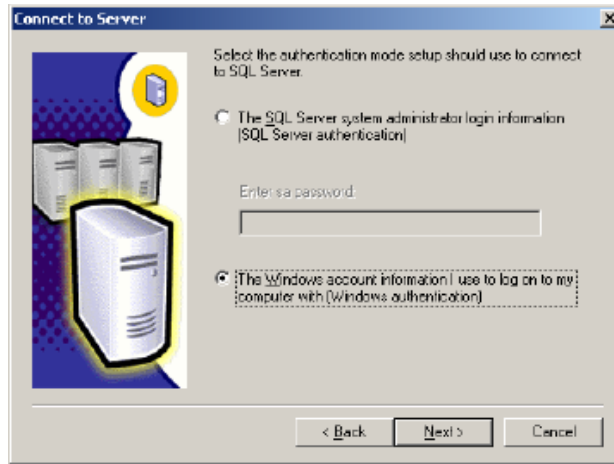 Connect to Server
Select the authentication mode setup should use to connect
to SQL Server.
The SQL Server system administrator login information
(SQL Server authentication)
Enter sa password:
The Windows account information I use to log on to my
computer with (Windows authentication)
< Back
Next >
Cancel